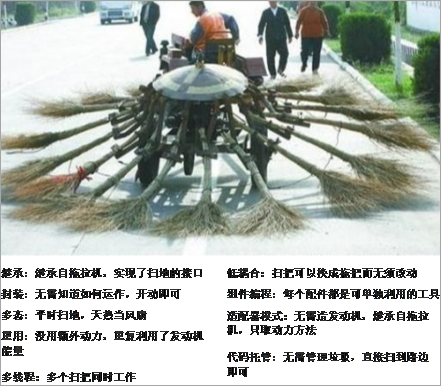 继承：继承自拖拉机，实现了扫地的接口
封装：无需知道如何运作，开动即可
多态：平时扫地，天热当风扇
重用：没用额外动力，重复利用了发动机
能量
多线程：多个扫把同时工作
低耦合：扫把可以换成拖把而无须改动
组件编程：每个配件都是可单独利用的工具
适配器模式：无需造发动机，继承自拖拉
机，只取动力方法
代码托管：无需管理垃圾，直接扫到路边
即可